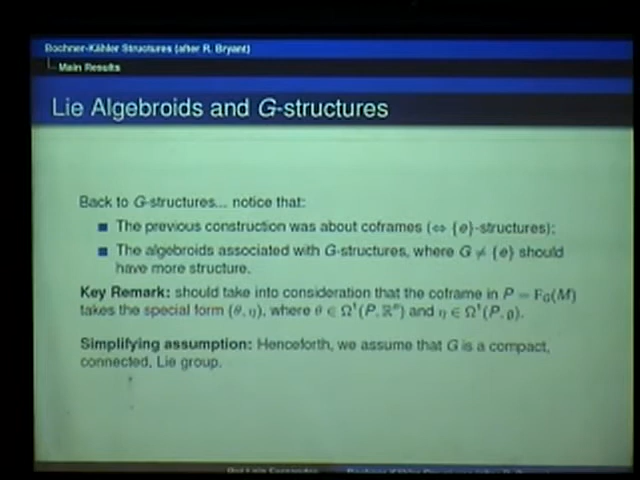 Bochner-Kähler Structures (after R. Bryant)
Main Results
Lie Algebroids and G-structures
Back to G-structures... notice that:
The previous construction was about coframes (⇔ {e}-structures);
The algebroids associated with G-structures, where G ≠ {e} should
have more structure.
Key Remark: should take into consideration that the coframe in P = F_G(M)
takes the special form (θ, η), where θ ∈ Ω¹(P, ℝⁿ) and η ∈ Ω¹(P, 𝔤).
Simplifying assumption: Henceforth, we assume that G is a compact,
connected, Lie group.